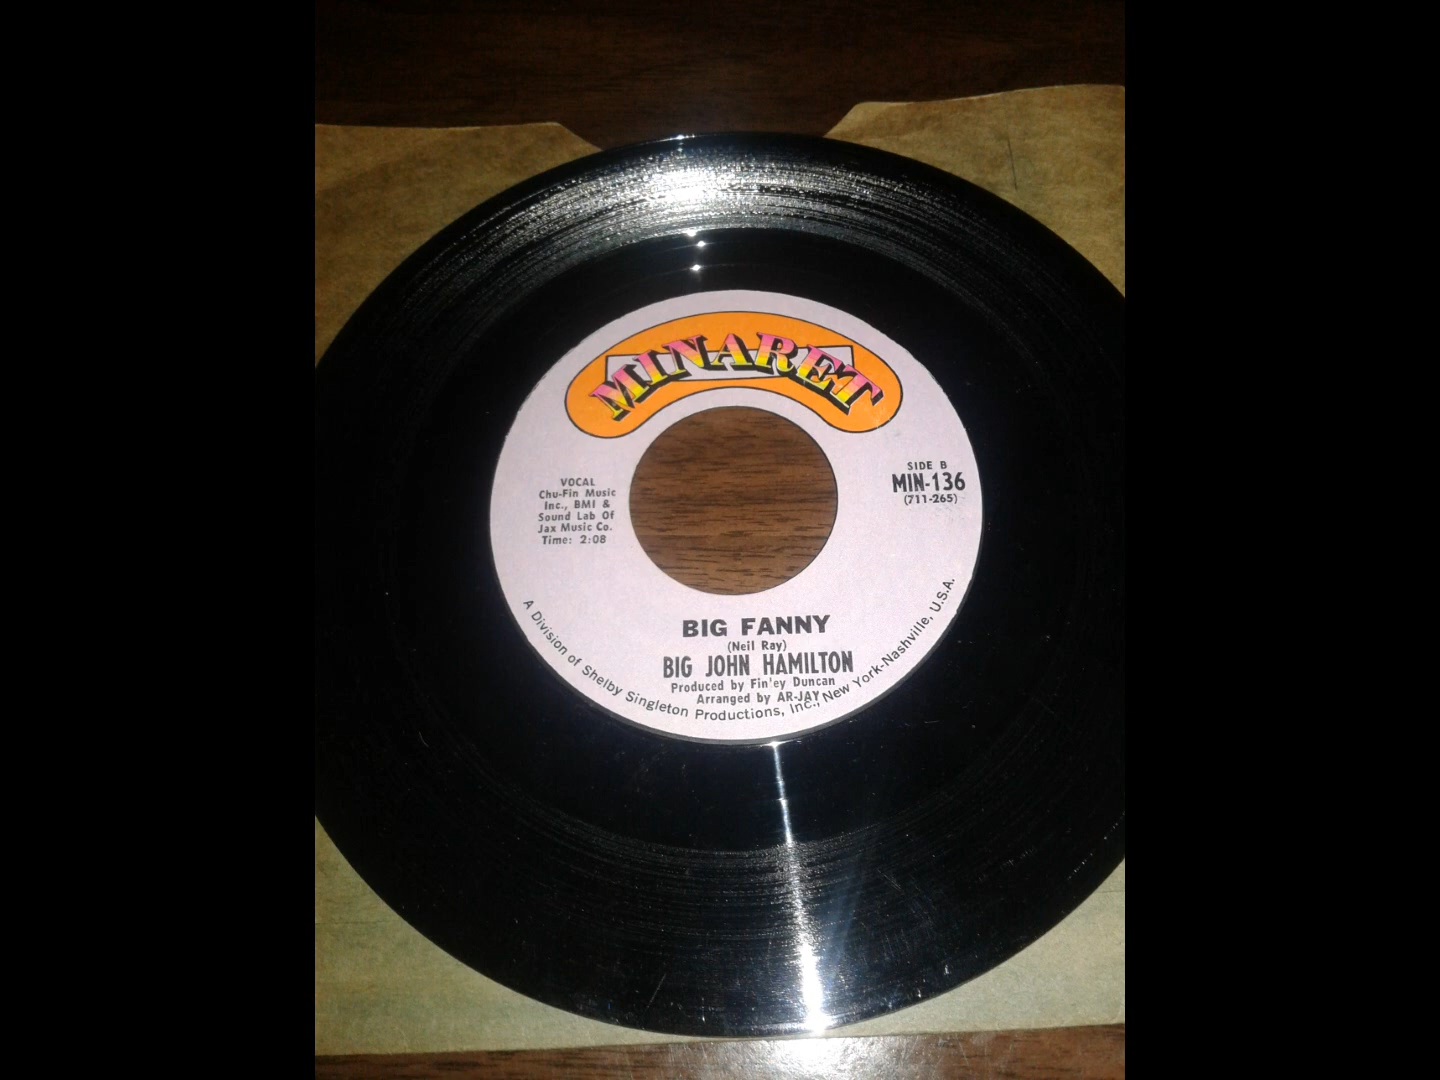 MINARET
SIDE B
MIN-136
(711-265)
VOCAL
Chu-Fin Music
Inc., BMI &
Sound Lab Of
Jax Music Co.
Time: 2:08
BIG FANNY
(Neil Ray)
BIG JOHN HAMILTON
Produced by Fin'ey Duncan
Arranged by AR-JAY
A Division of Shelby Singleton Productions, Inc., New York-Nashville, U.S.A.